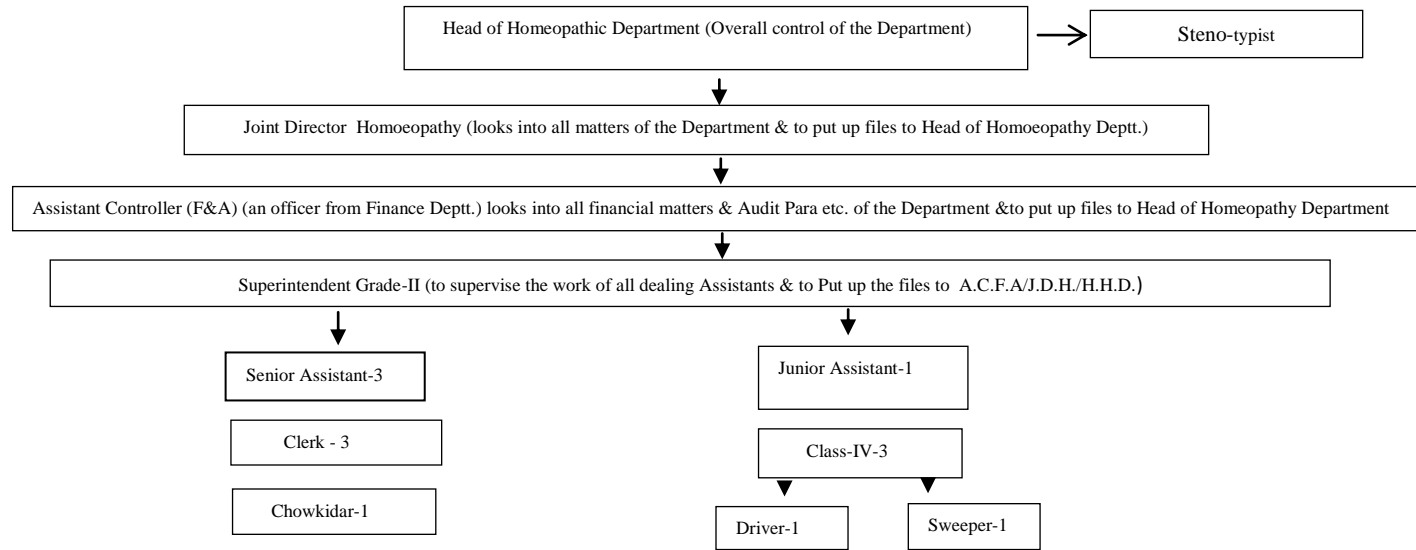 Head of Homeopathic Department (Overall control of the Department)
Steno-typist
Joint Director Homoeopathy (looks into all matters of the Department & to put up files to Head of Homoeopathy Deptt.)
Assistant Controller (F&A) (an officer from Finance Deptt.) looks into all financial matters & Audit Para etc. of the Department &to put up files to Head of Homeopathy Department
Superintendent Grade-II (to supervise the work of all dealing Assistants & to Put up the files to A.C.F.A/J.D.H./H.H.D.)
Senior Assistant-3
Junior Assistant-1
Clerk - 3
Class-IV-3
Chowkidar-1
Driver-1
Sweeper-1